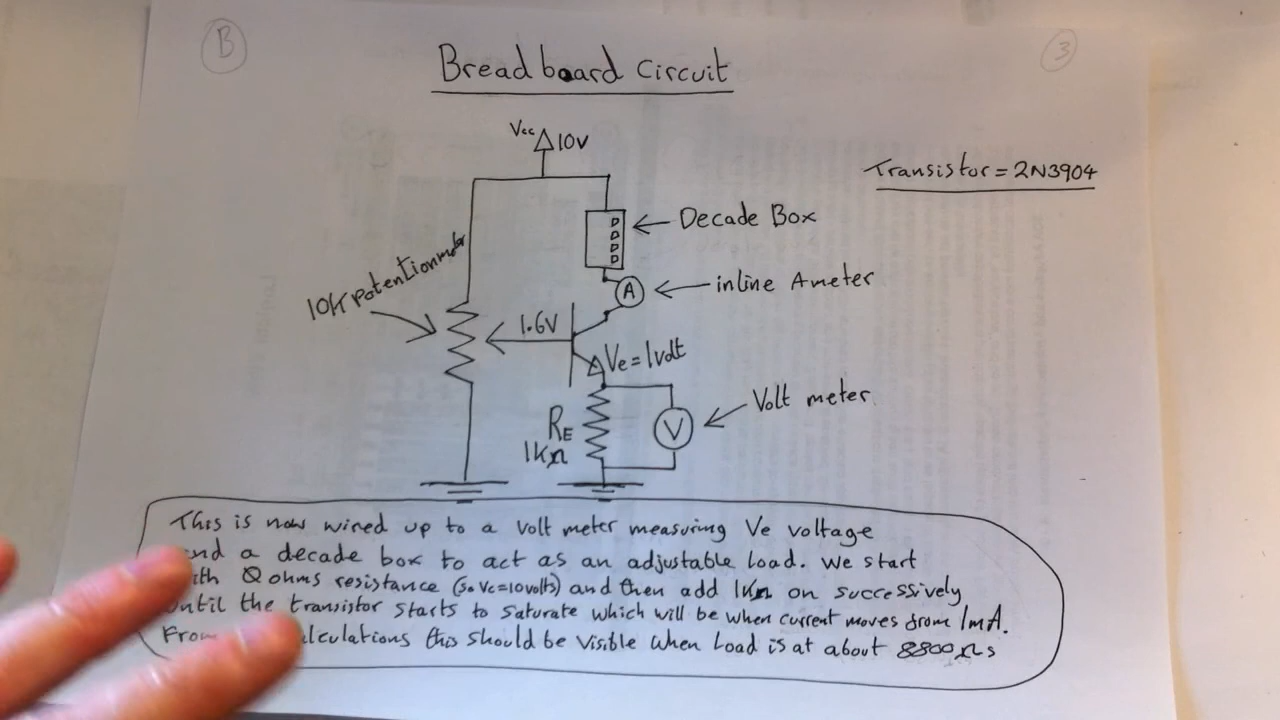 B
3
Breadboard Circuit
Vcc 10V
Transistor = 2N3904
Decade Box
10K potentionmeter
A
inline Ameter
1.6V
Ve = 1volt
Volt meter
V
RE
1KΩ
This is now wired up to a Volt meter measuring Ve voltage
and a decade box to act as an adjustable load. We start
0 ohms resistance (so Vc=10volts) and then add 1KΩ on successively
until the transistor starts to saturate which will be when current moves from 1mA.
From calculations this should be visible when Load is at about 8800Ωs